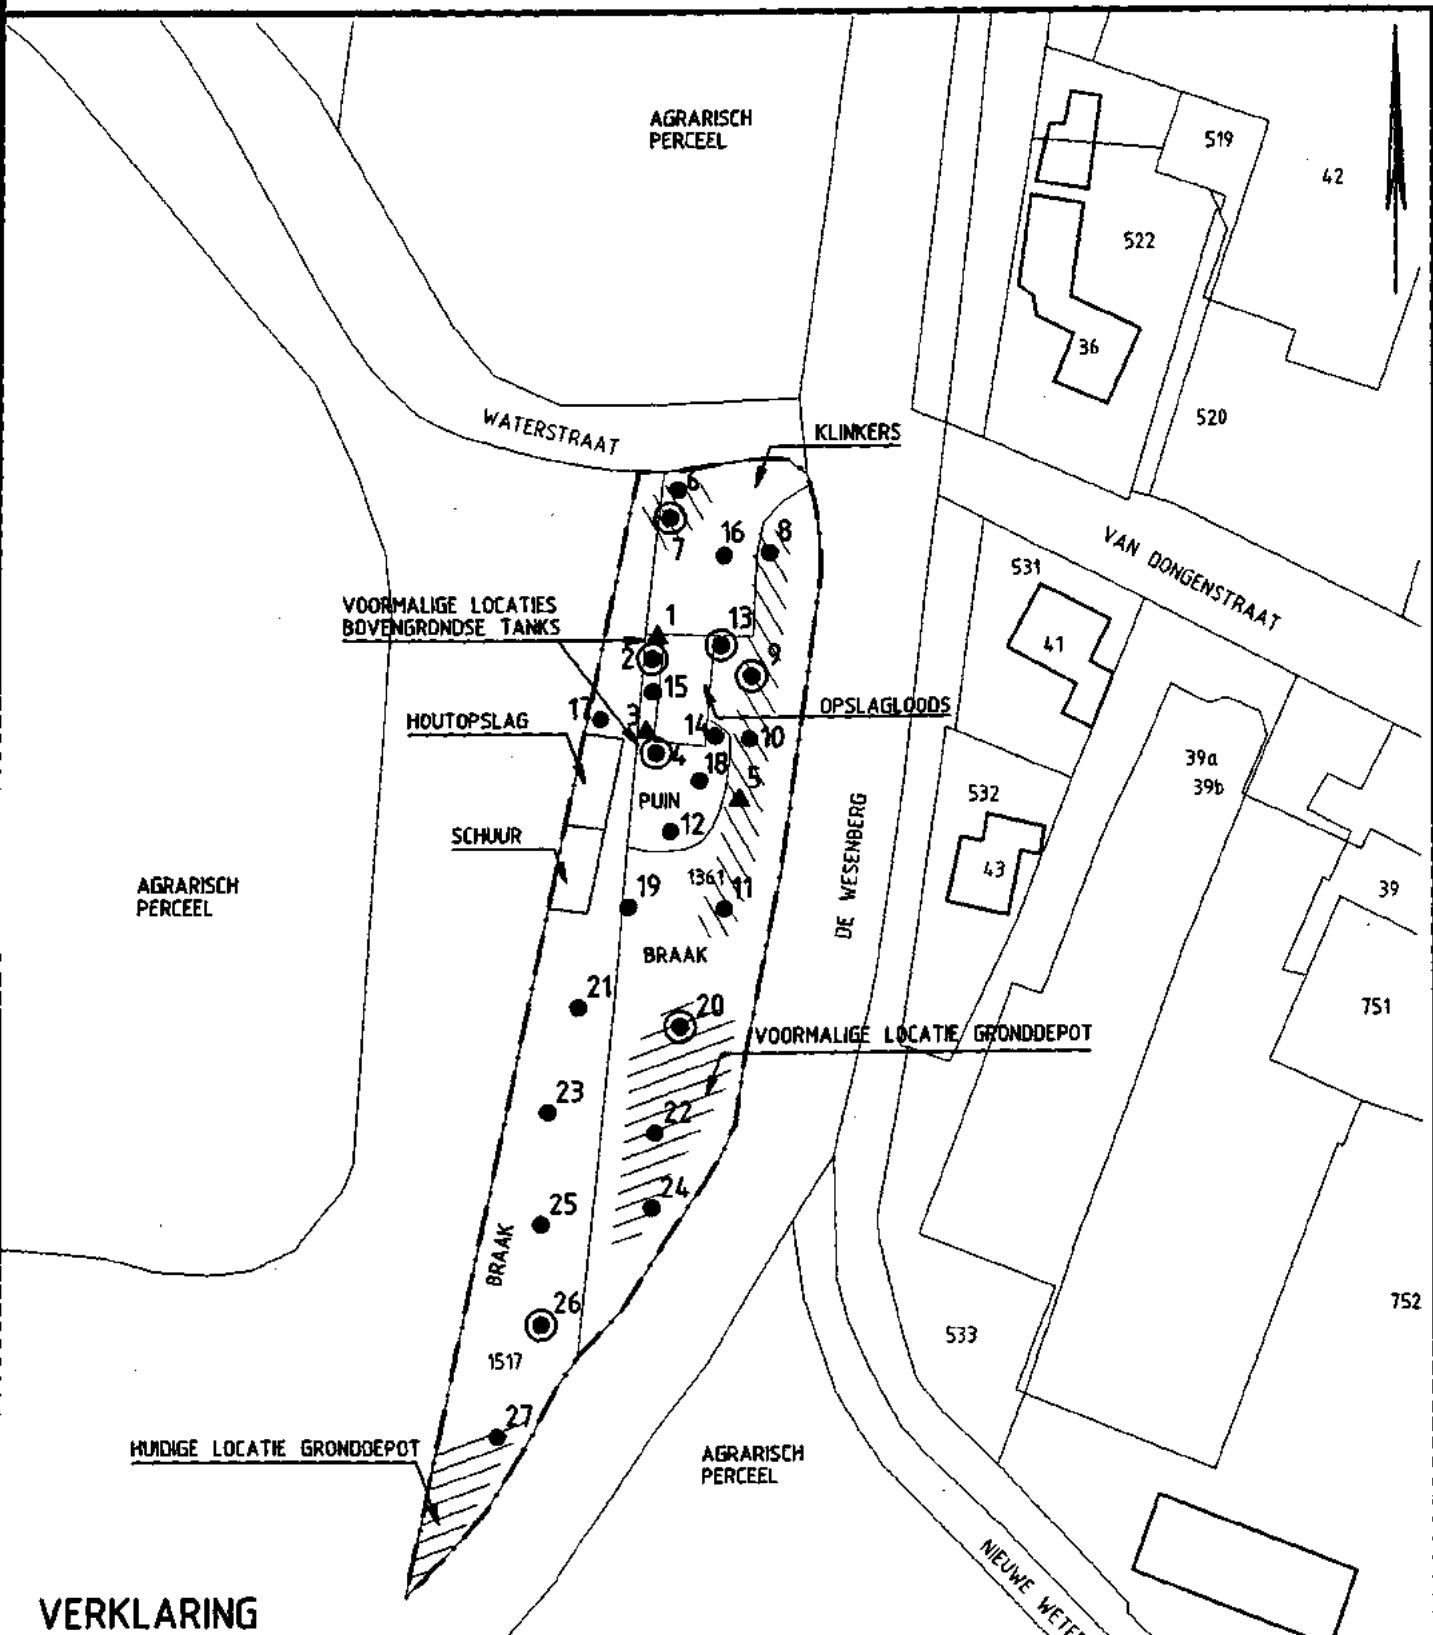 AGRARISCH
PERCEEL
519
42
522
36
520
WATERSTRAAT
KLINKERS
6
7
16
8
VAN DONGENSTRAAT
531
VOORMALIGE LOCATIES
BOVENGRONDSE TANKS
1
13
2
9
41
15
17
3
OPSLAGLOODS
HOUTOPSLAG
14
10
4
18
5
39a
39b
PUIN
532
12
SCHUUR
DE WESENBERG
43
1361
11
39
AGRARISCH
PERCEEL
19
BRAAK
21
20
751
VOORMALIGE LOCATIE GRONDDEPOT
23
22
24
25
BRAAK
26
752
533
1517
27
HUIDIGE LOCATIE GRONDDEPOT
AGRARISCH
PERCEEL
NIEUWE
VERKLARING